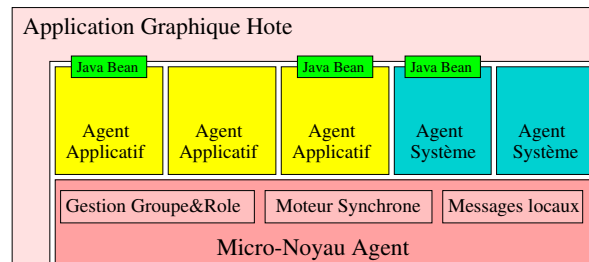 Application Graphique Hote
Java Bean Java Bean Java Bean
Agent Agent Agent Agent Agent
Applicatif Applicatif Applicatif Système Système
Gestion Groupe&Role Moteur Synchrone Messages locaux
Micro-Noyau Agent